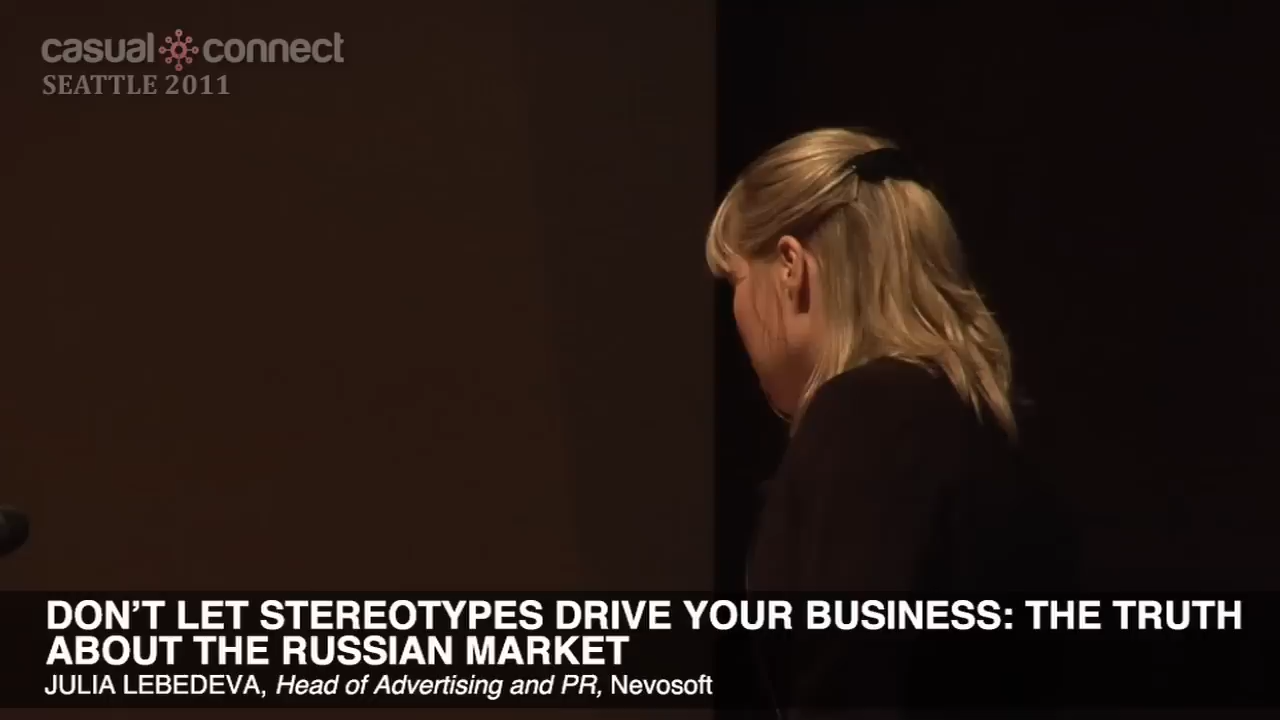 casual connect
SEATTLE 2011
DON'T LET STEREOTYPES DRIVE YOUR BUSINESS: THE TRUTH
ABOUT THE RUSSIAN MARKET
JULIA LEBEDEVA, Head of Advertising and PR, Nevosoft